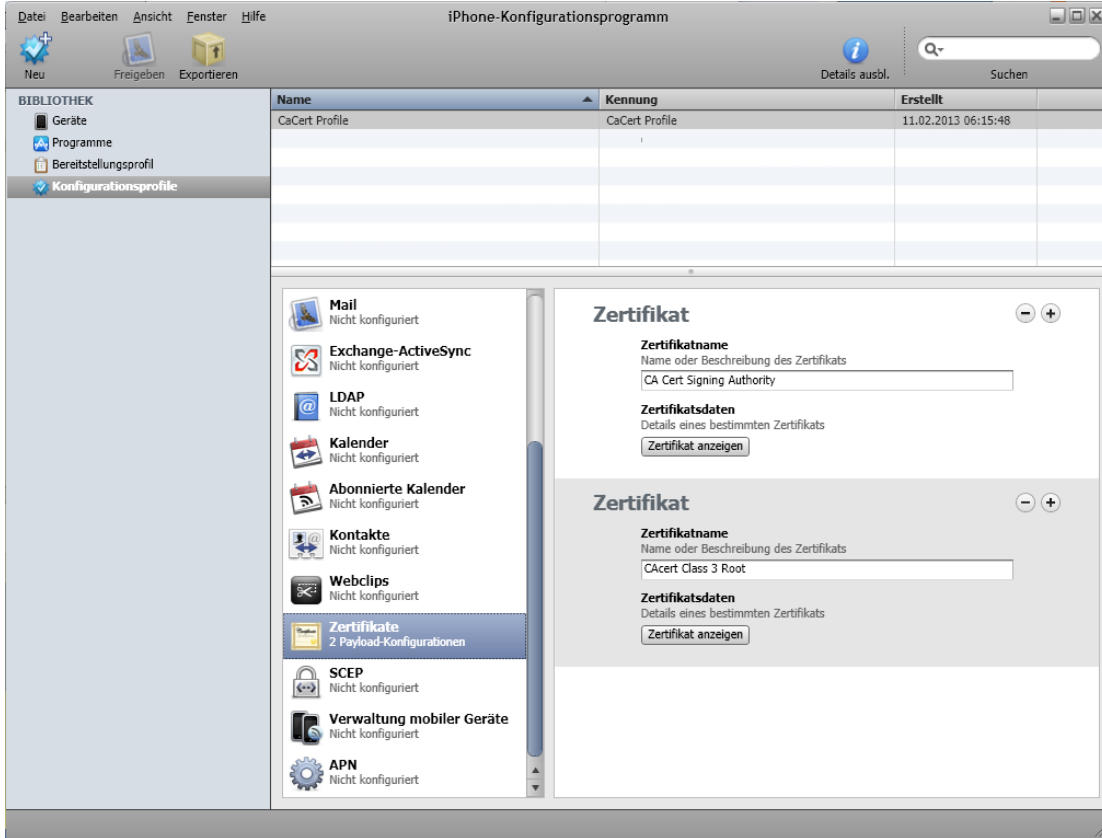 iPhone-Konfigurationsprogramm
Datei Bearbeiten Ansicht Fenster Hilfe
Neu Freigeben Exportieren Details ausbl. Suchen
BIBLIOTHEK
Geräte
Programme
Bereitstellungsprofil
Konfigurationsprofile
Name Kennung Erstellt
CaCert Profile CaCert Profile 11.02.2013 06:15:48
Mail
Nicht konfiguriert
Exchange-ActiveSync
Nicht konfiguriert
LDAP
Nicht konfiguriert
Kalender
Nicht konfiguriert
Abonnierte Kalender
Nicht konfiguriert
Kontakte
Nicht konfiguriert
Webclips
Nicht konfiguriert
Zertifikate
2 Payload-Konfigurationen
SCEP
Nicht konfiguriert
Verwaltung mobiler Geräte
Nicht konfiguriert
APN
Nicht konfiguriert
Zertifikat
Zertifikatname
Name oder Beschreibung des Zertifikats
CA Cert Signing Authority
Zertifikatsdaten
Details eines bestimmten Zertifikats
Zertifikat anzeigen
Zertifikat
Zertifikatname
Name oder Beschreibung des Zertifikats
CAcert Class 3 Root
Zertifikatsdaten
Details eines bestimmten Zertifikats
Zertifikat anzeigen